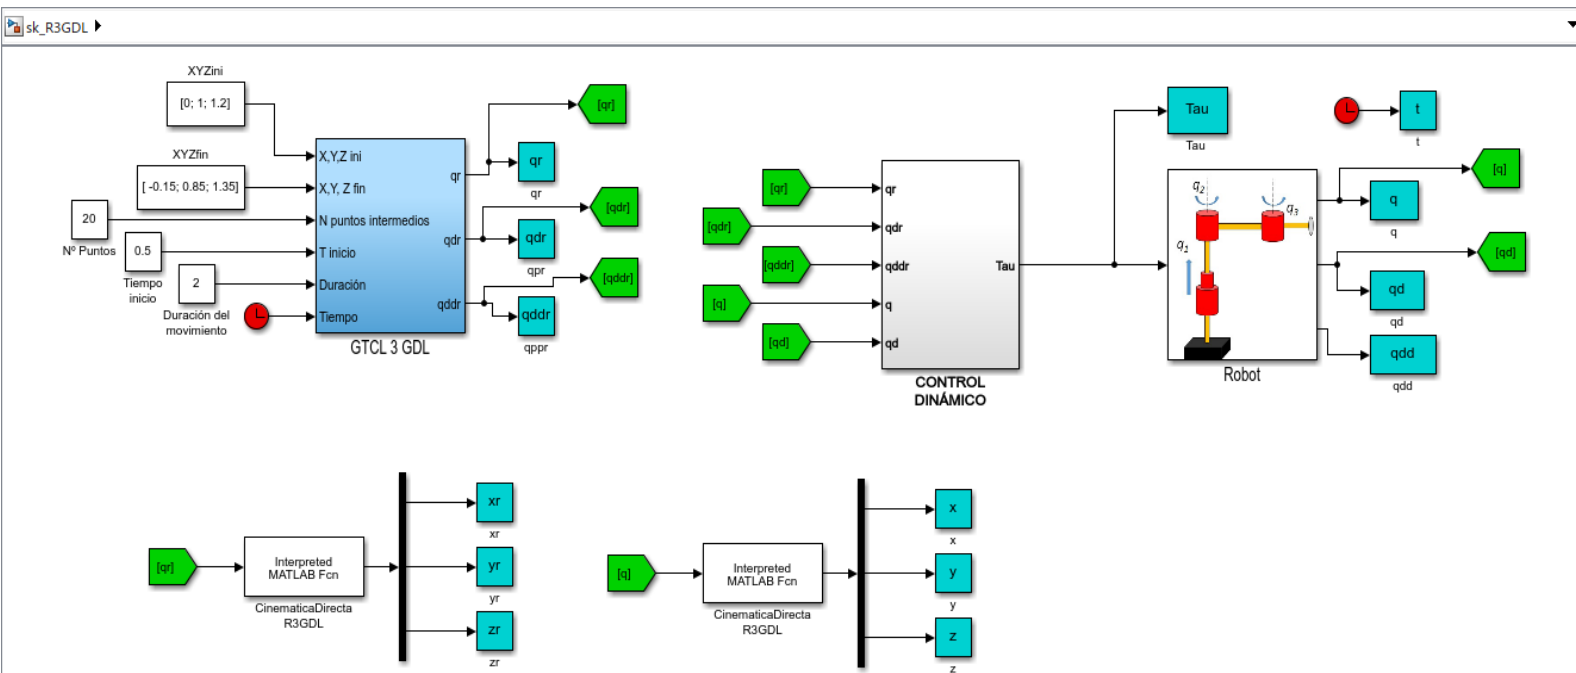 sk_R3GDL
XYZini
[0; 1; 1.2]
XYZfin
[ -0.15; 0.85; 1.35]
20
Nº Puntos
0.5
Tiempo
inicio
2
Duración del
movimiento
X,Y,Z ini
X,Y, Z fin
N puntos intermedios
T inicio
Duración
Tiempo
qr
qdr
qddr
GTCL 3 GDL
[qr]
qr
qr
[qdr]
qdr
qpr
[qddr]
qddr
qppr
[qr]
[qdr]
[qddr]
[q]
[qd]
qr
qdr
qddr
q
qd
Tau
CONTROL
DINÁMICO
Tau
Tau
t
t
q2
q3
q1
Robot
[q]
q
q
[qd]
qd
qd
qdd
qdd
[qr]
Interpreted
MATLAB Fcn
CinematicaDirecta
R3GDL
xr
xr
yr
yr
zr
zr
[q]
Interpreted
MATLAB Fcn
CinematicaDirecta
R3GDL
x
x
y
y
z
z